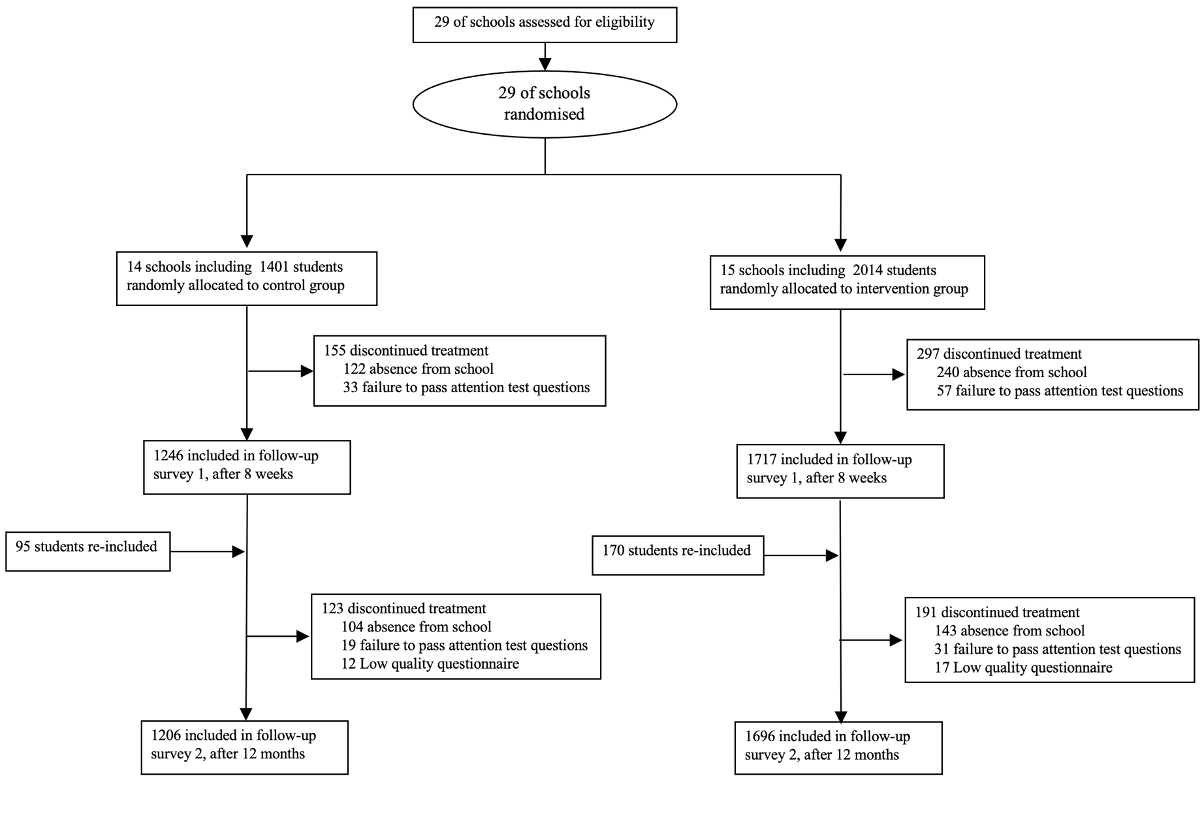 29 of schools assessed for eligibility
29 of schools
randomised
14 schools including 1401 students
randomly allocated to control group
15 schools including 2014 students
randomly allocated to intervention group
155 discontinued treatment
122 absence from school
33 failure to pass attention test questions
297 discontinued treatment
240 absence from school
57 failure to pass attention test questions
1246 included in follow-up
survey 1, after 8 weeks
1717 included in follow-up
survey 1, after 8 weeks
95 students re-included
170 students re-included
123 discontinued treatment
104 absence from school
19 failure to pass attention test questions
12 Low quality questionnaire
191 discontinued treatment
143 absence from school
31 failure to pass attention test questions
17 Low quality questionnaire
1206 included in follow-up
survey 2, after 12 months
1696 included in follow-up
survey 2, after 12 months